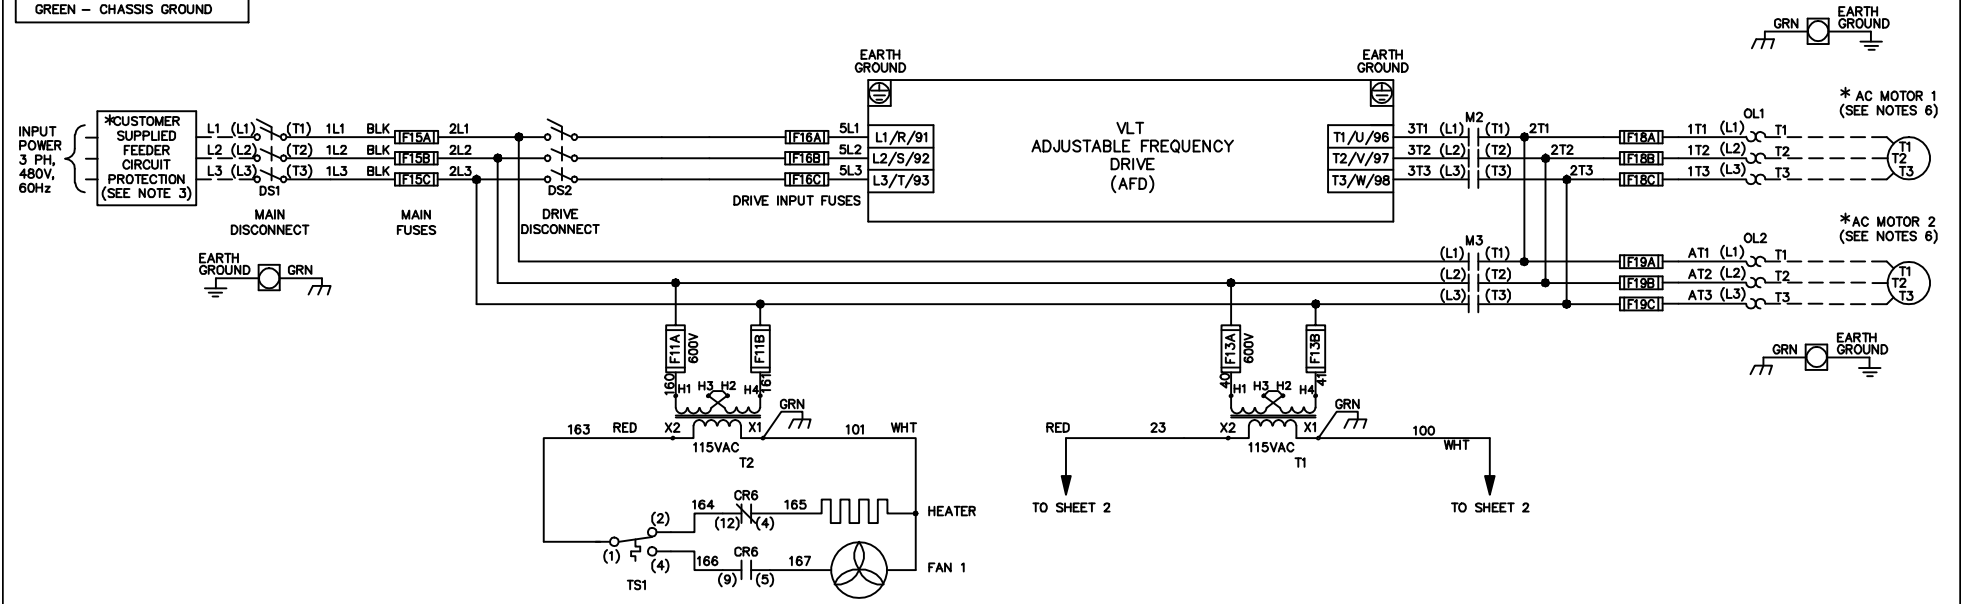 GREEN – CHASSIS GROUND
INPUT
POWER
3 PH,
480V,
60Hz
*CUSTOMER
SUPPLIED
FEEDER
CIRCUIT
PROTECTION
(SEE NOTE 3)
L1 (L1) (T1) 1L1 BLK F15A 2L1
L2 (L2) (T2) 1L2 BLK F15B 2L2
L3 (L3) (T3) 1L3 BLK F15C 2L3
DS1
MAIN
DISCONNECT
MAIN
FUSES
DS2
DRIVE
DISCONNECT
F16A 5L1
F16B 5L2
F16C 5L3
DRIVE INPUT FUSES
EARTH
GROUND
L1/R/91
L2/S/92
L3/T/93
VLT
ADJUSTABLE FREQUENCY
DRIVE
(AFD)
EARTH
GROUND
T1/U/96
T2/V/97
T3/W/98
M2
3T1 (L1) (T1) 2T1
3T2 (L2) (T2) 2T2
3T3 (L3) (T3) 2T3
OL1
F18A 1T1 (L1) T1
F18B 1T2 (L2) T2
F18C 1T3 (L3) T3
GRN
EARTH
GROUND
* AC MOTOR 1
(SEE NOTES 6)
T1
T2
T3
M3
(L1) (T1)
(L2) (T2)
(L3) (T3)
OL2
F19A AT1 (L1) T1
F19B AT2 (L2) T2
F19C AT3 (L3) T3
*AC MOTOR 2
(SEE NOTES 6)
T1
T2
T3
GRN
EARTH
GROUND
EARTH
GROUND
GRN
F11A
600V
F11B
160
161
H1 H3 H2 H4
GRN
163 RED X2 X1 101 WHT
115VAC
T2
164 CR6 165
(12) (4)
HEATER
(2)
(1)
(4)
TS1
166 CR6 167
(9) (5)
FAN 1
F13A
600V
F13B
40
41
H1 H3 H2 H4
GRN
RED 23 X2 X1 100
WHT
115VAC
T1
TO SHEET 2
TO SHEET 2